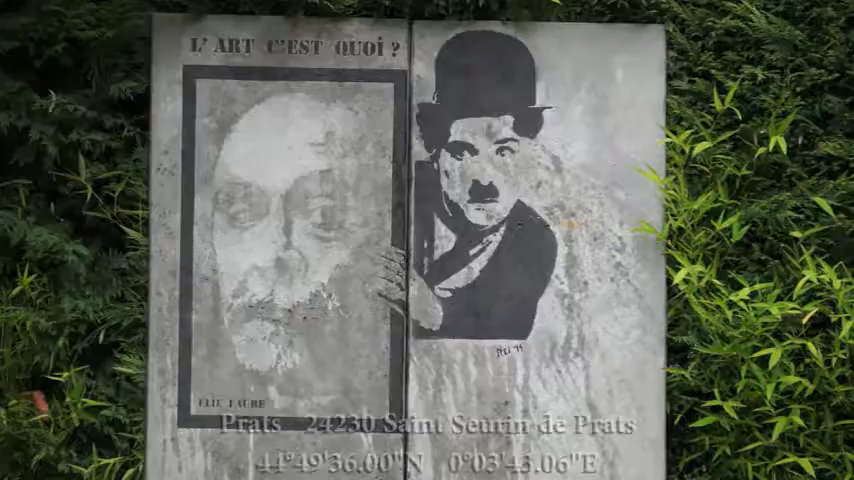 L'ART C'EST QUOI ?
ELIE FAURE
Prats 24230 Saint Seurin de Prats
44°49'36.00"N 0°03'43.06"E